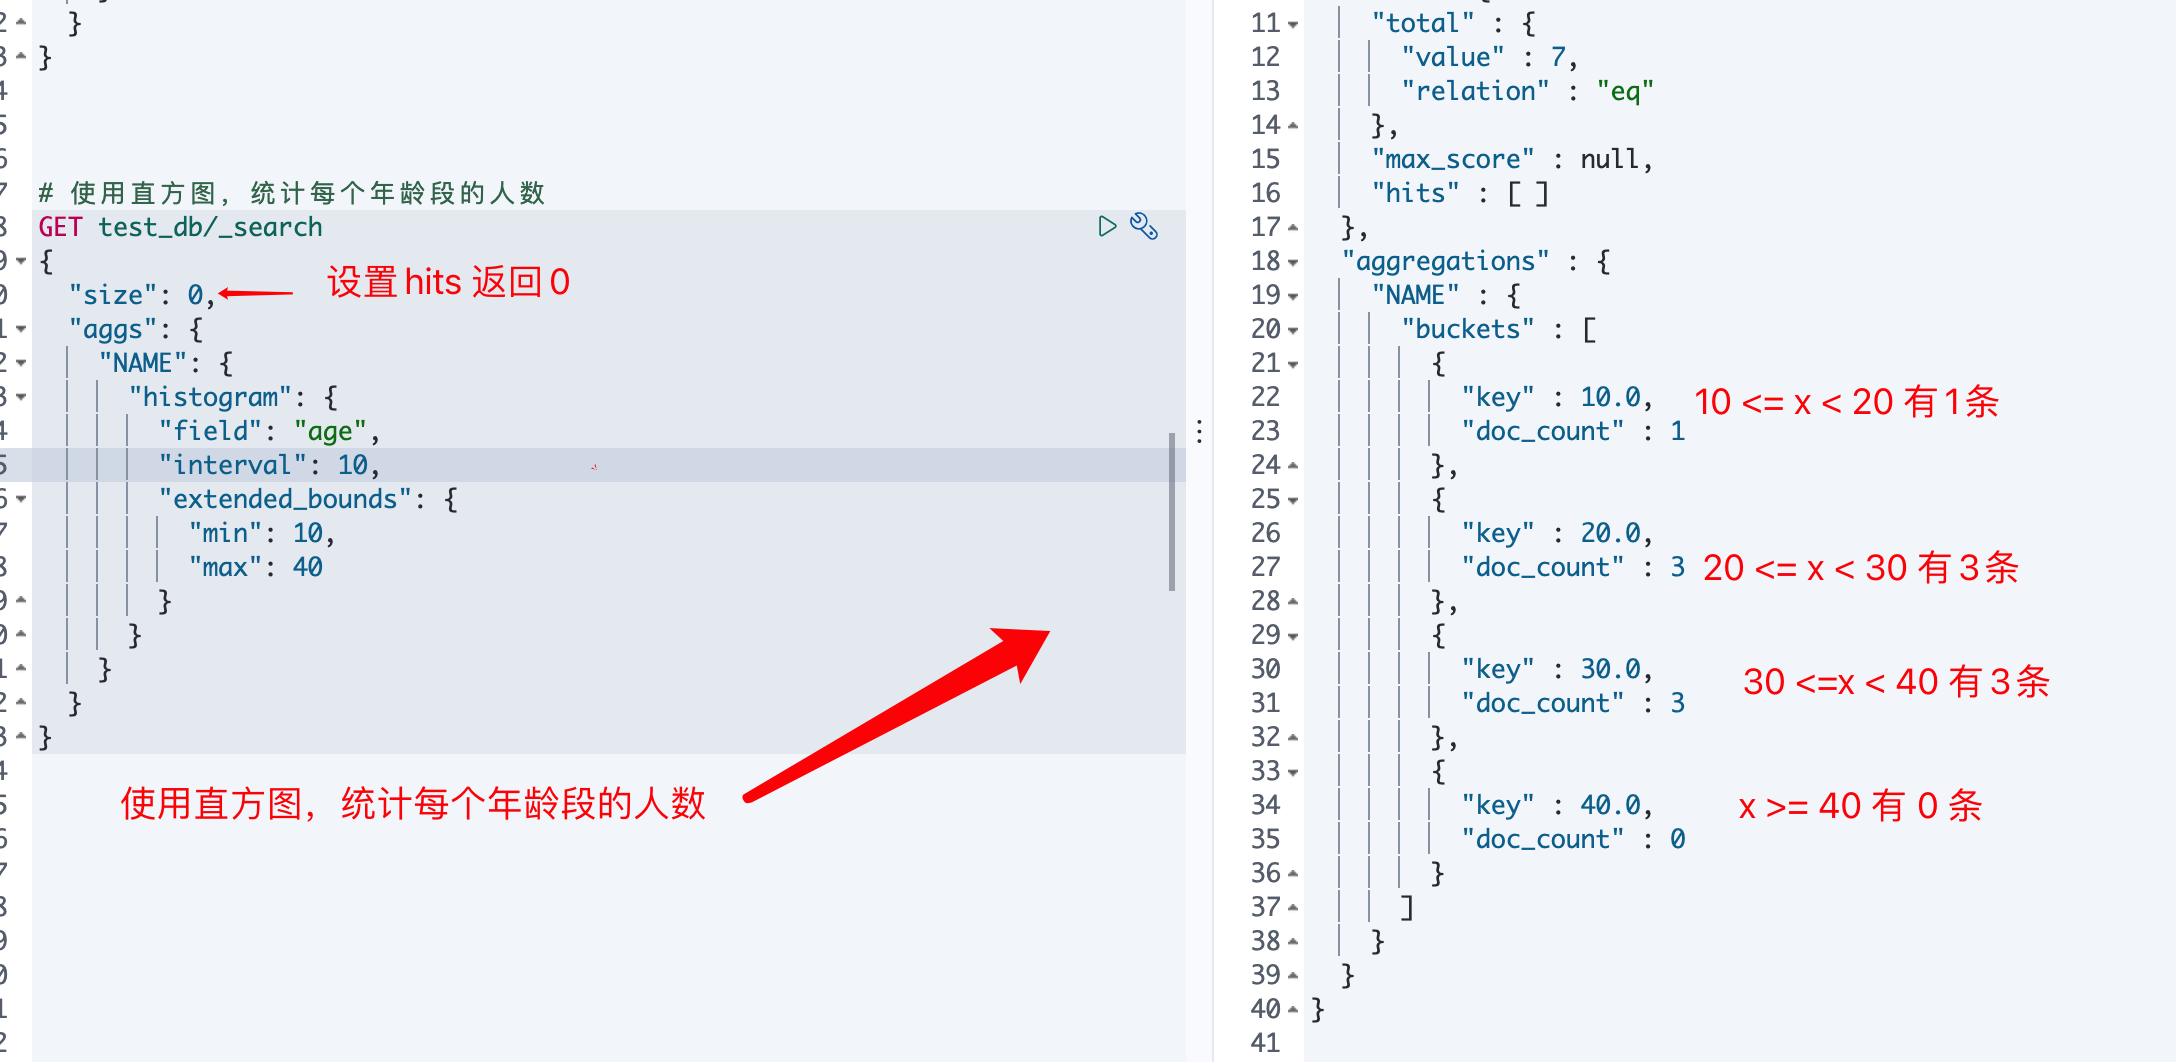 }
}
# 使用直方图，统计每个年龄段的人数
GET test_db/_search
{
"size": 0,
设置 hits 返回 0
"aggs": {
"NAME": {
"histogram": {
"field": "age",
"interval": 10,
"extended_bounds": {
"min": 10,
"max": 40
}
}
}
}
}
使用直方图，统计每个年龄段的人数
11 "total" : {
12 "value" : 7,
13 "relation" : "eq"
14 },
15 "max_score" : null,
16 "hits" : [ ]
17 },
18 "aggregations" : {
19 "NAME" : {
20 "buckets" : [
21 {
22 "key" : 10.0,
10 <= x < 20 有 1 条
23 "doc_count" : 1
24 },
25 {
26 "key" : 20.0,
27 "doc_count" : 3
20 <= x < 30 有 3 条
28 },
29 {
30 "key" : 30.0,
30 <=x < 40 有 3 条
31 "doc_count" : 3
32 },
33 {
34 "key" : 40.0,
x >= 40 有 0 条
35 "doc_count" : 0
36 }
37 ]
38 }
39 }
40 }
41